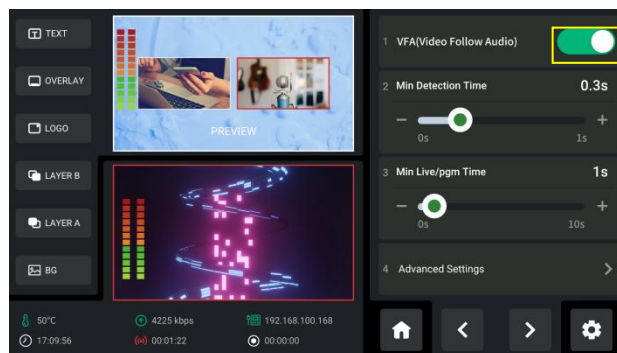 TEXT
OVERLAY
LOGO
LAYER B
LAYER A
BG
PREVIEW
50°C
4225 kbps
192.168.100.168
17:09:56
00:01:22
00:00:00
1 VFA(Video Follow Audio)
2 Min Detection Time 0.3s
0s 1s
3 Min Live/pgm Time 1s
0s 10s
4 Advanced Settings